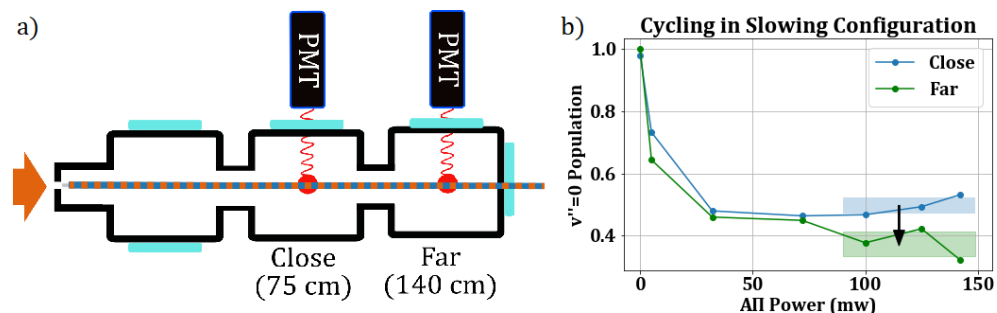 a)
PMT
PMT
Close
(75 cm)
Far
(140 cm)
b)
Cycling in Slowing Configuration
v''=0 Population
1.0
0.8
0.6
0.4
Close
Far
0
50
100
150
AΠ Power (mw)